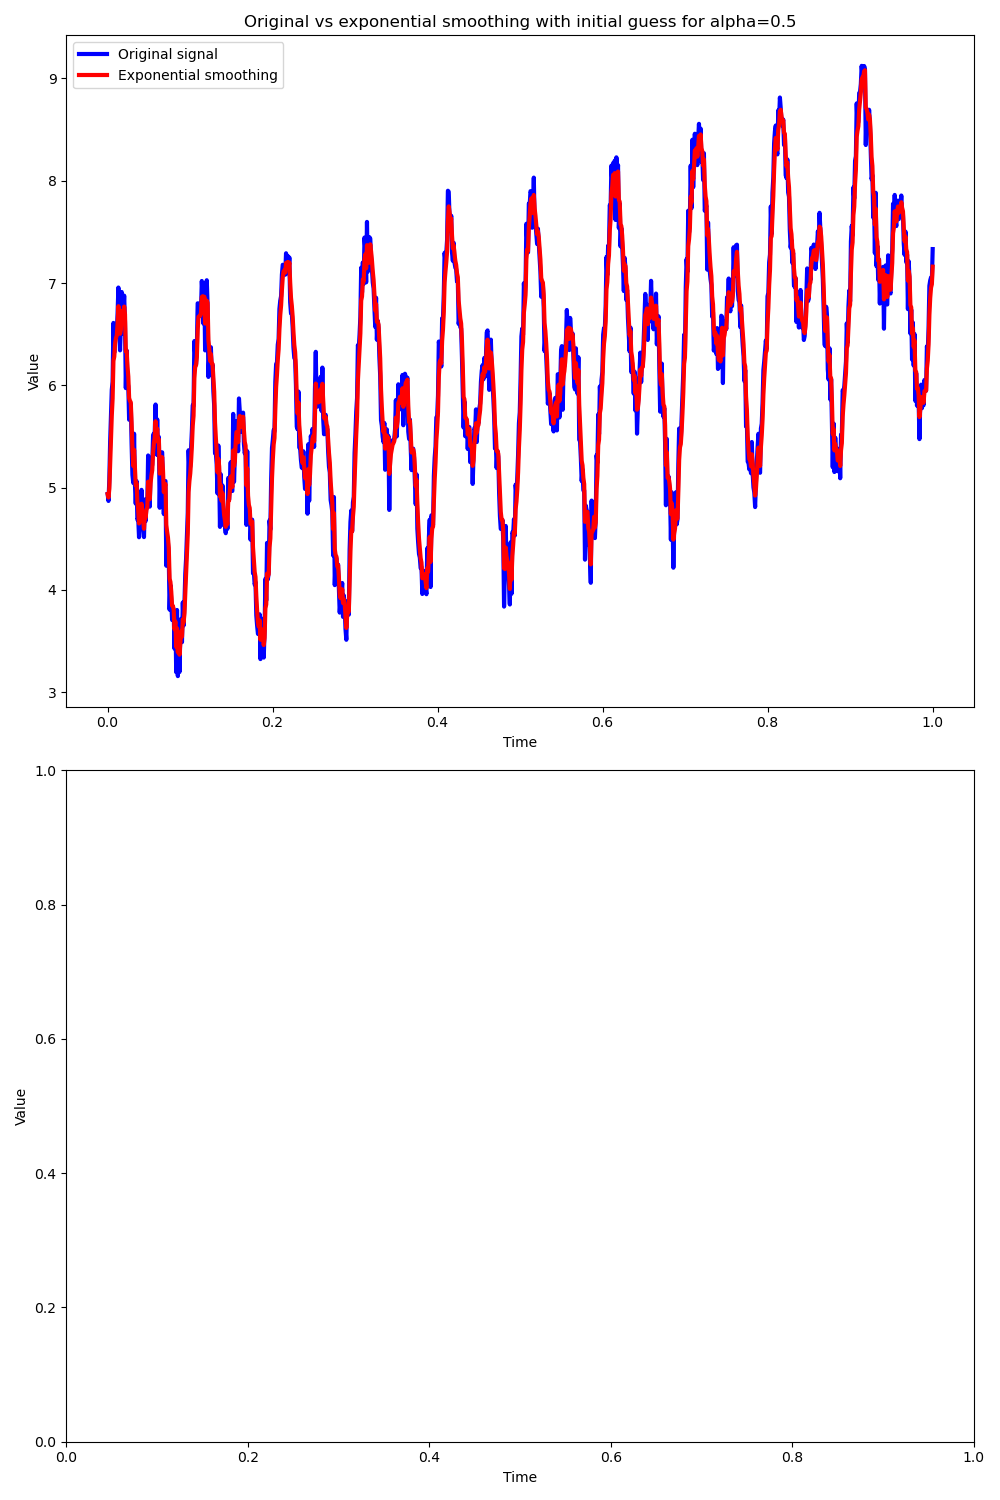 Original vs exponential smoothing with initial guess for alpha=0.5
Original signal
Exponential smoothing
Value
9
8
7
6
5
4
3
0.0 0.2 0.4 0.6 0.8 1.0
Time
Value
1.0
0.8
0.6
0.4
0.2
0.0
0.0 0.2 0.4 0.6 0.8 1.0
Time